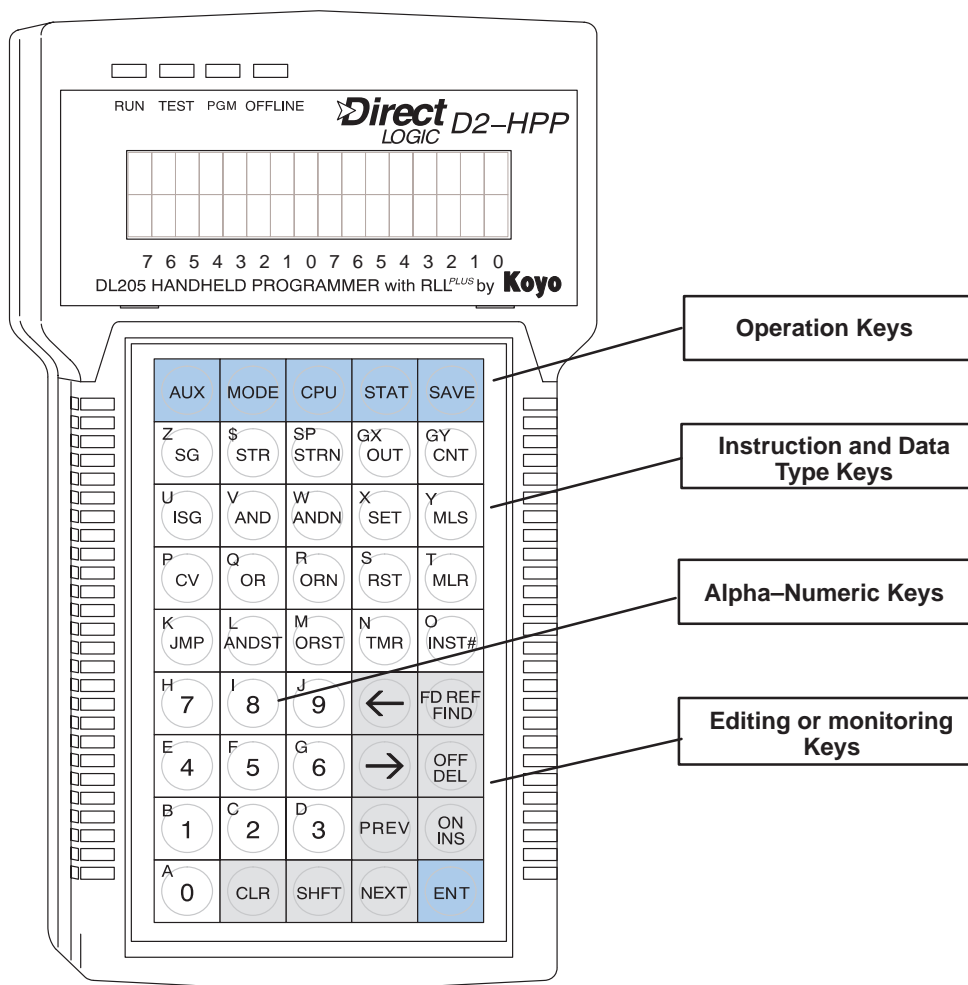 RUN TEST PGM OFFLINE
Direct LOGIC D2–HPP
7 6 5 4 3 2 1 0 7 6 5 4 3 2 1 0
DL205 HANDHELD PROGRAMMER with RLLPLUS by Koyo
Operation Keys
AUX MODE CPU STAT SAVE
Z SG $ STR SP STRN GX OUT GY CNT
Instruction and Data
Type Keys
U ISG V AND W ANDN X SET Y MLS
P CV Q OR R ORN S RST T MLR
Alpha–Numeric Keys
K JMP L ANDST M ORST N TMR O INST#
H 7 I 8 J 9 ← FD REF FIND
Editing or monitoring
Keys
E 4 F 5 G 6 → OFF DEL
B 1 C 2 D 3 PREV ON INS
A 0 CLR SHFT NEXT ENT